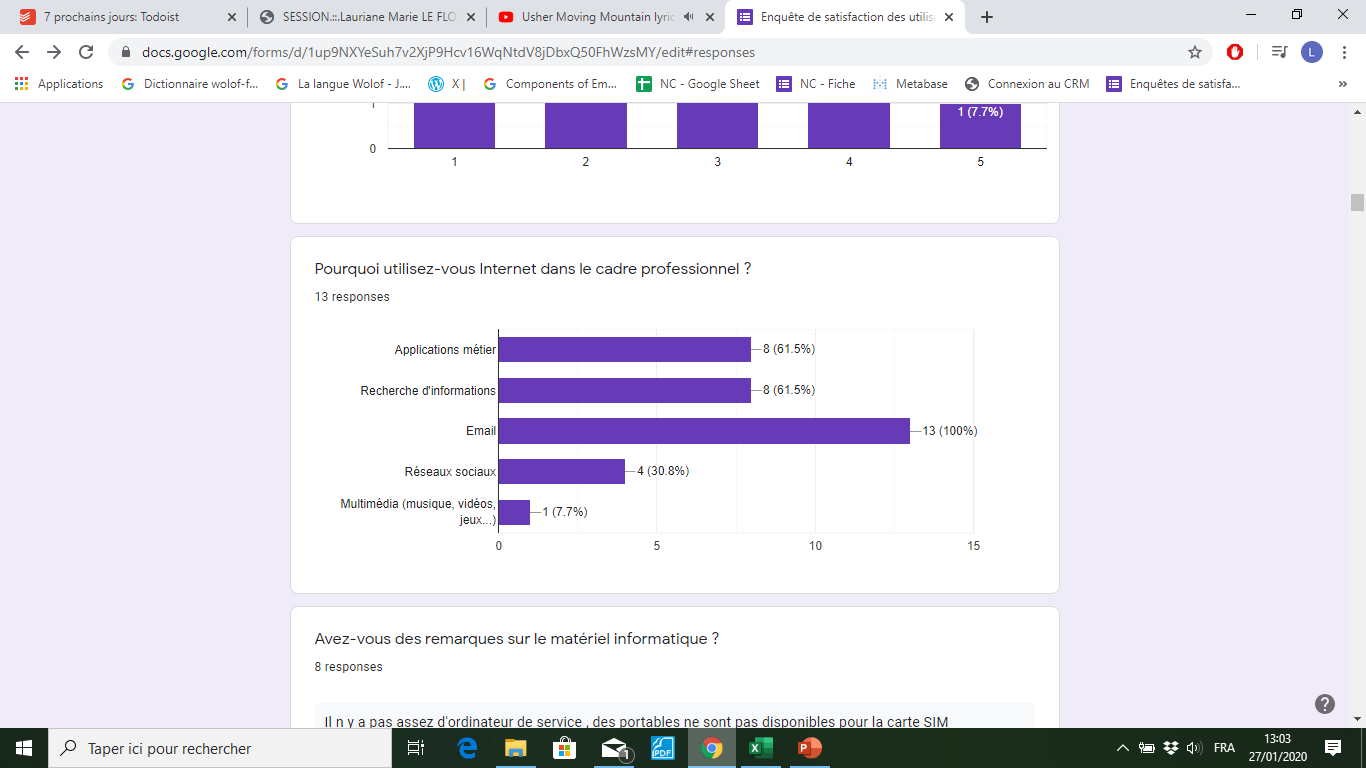 7 prochains jours: Todoist
SESSION.::.Lauriane Marie LE FLO
Usher Moving Mountain lyric
Enquête de satisfaction des utilis
docs.google.com/forms/d/1up9NXYeSuh7v2XjP9Hcv16WqNtdV8jDbxQ50FhWzsMY/edit#responses
L
Applications
Dictionnaire wolof-f...
La langue Wolof - J....
X |
Components of Em...
NC - Google Sheet
NC - Fiche
Metabase
Connexion au CRM
Enquêtes de satisfa...
»
1
0
1 (7.7%)
1 2 3 4 5
Pourquoi utilisez-vous Internet dans le cadre professionnel ?
13 responses
Applications métier 8 (61.5%)
Recherche d'informations 8 (61.5%)
Email 13 (100%)
Réseaux sociaux 4 (30.8%)
Multimédia (musique, vidéos,
jeux...) 1 (7.7%)
0 5 10 15
Avez-vous des remarques sur le matériel informatique ?
8 responses
Il n y a pas assez d'ordinateur de service , des portables ne sont pas disponibles pour la carte SIM
Taper ici pour rechercher
1
PDF
FRA
13:03
27/01/2020